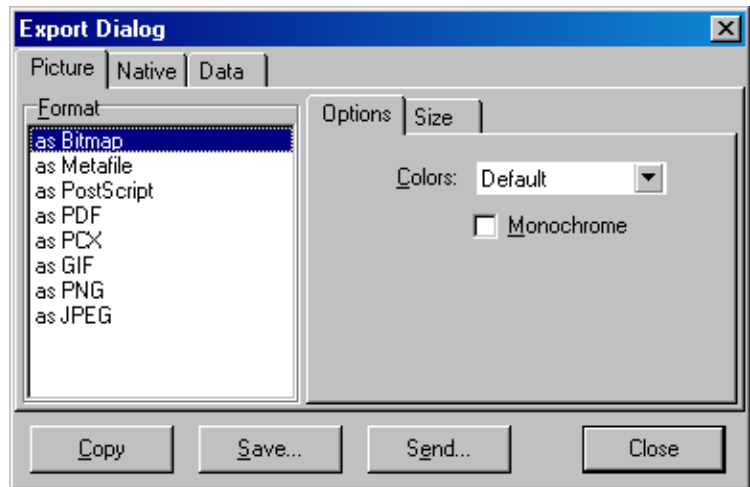 Export Dialog
Picture Native Data
Format
as Bitmap
as Metafile
as PostScript
as PDF
as PCX
as GIF
as PNG
as JPEG
Options Size
Colors: Default
Monochrome
Copy Save... Send... Close